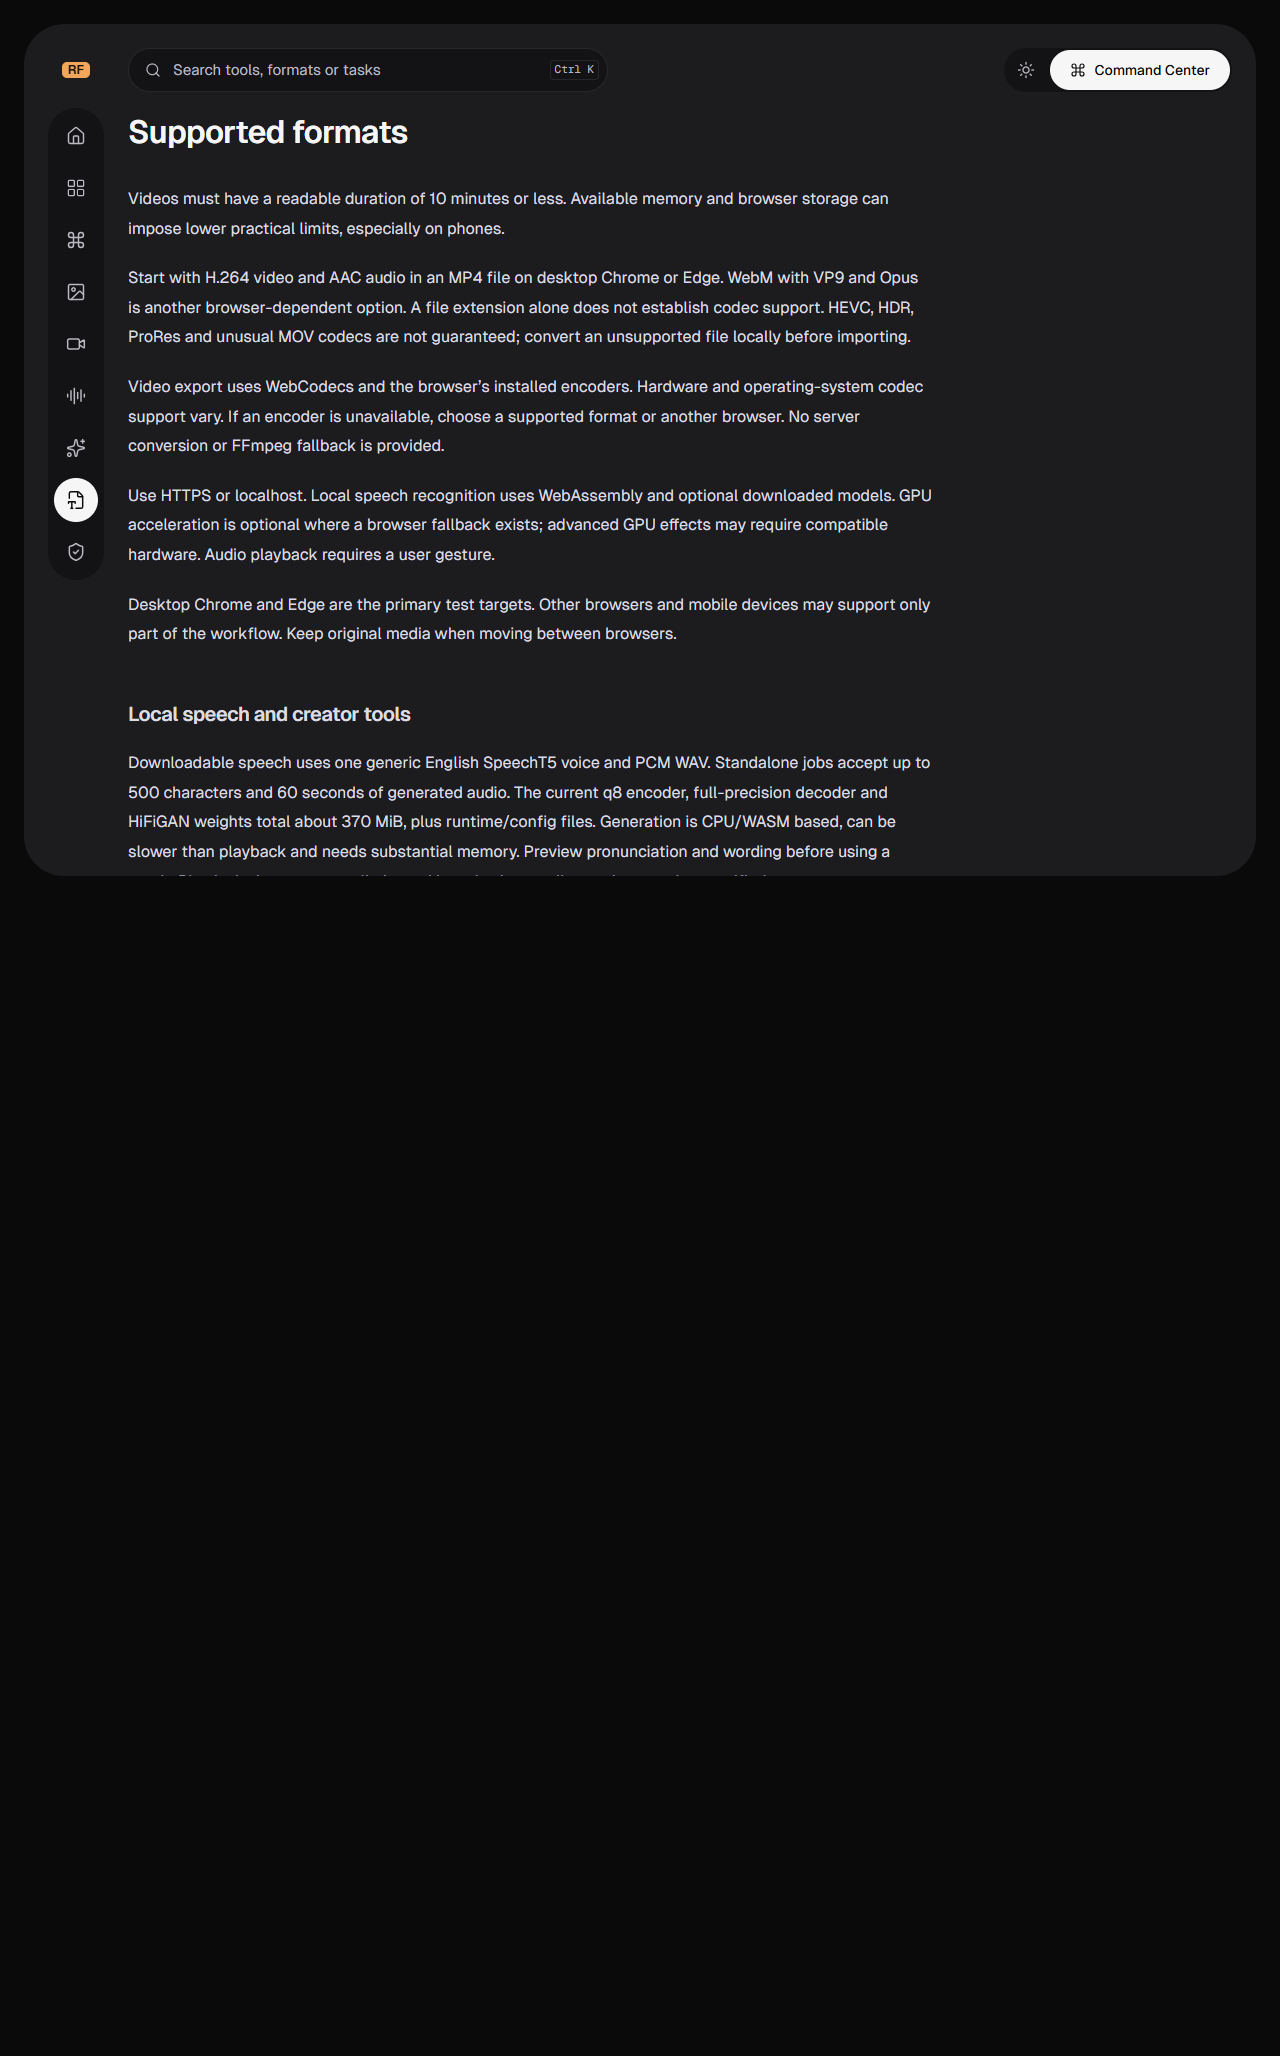 RF
Search tools, formats or tasks
Ctrl K
Command Center
Supported formats
Videos must have a readable duration of 10 minutes or less. Available memory and browser storage can
impose lower practical limits, especially on phones.
Start with H.264 video and AAC audio in an MP4 file on desktop Chrome or Edge. WebM with VP9 and Opus
is another browser-dependent option. A file extension alone does not establish codec support. HEVC, HDR,
ProRes and unusual MOV codecs are not guaranteed; convert an unsupported file locally before importing.
Video export uses WebCodecs and the browser’s installed encoders. Hardware and operating-system codec
support vary. If an encoder is unavailable, choose a supported format or another browser. No server
conversion or FFmpeg fallback is provided.
Use HTTPS or localhost. Local speech recognition uses WebAssembly and optional downloaded models. GPU
acceleration is optional where a browser fallback exists; advanced GPU effects may require compatible
hardware. Audio playback requires a user gesture.
Desktop Chrome and Edge are the primary test targets. Other browsers and mobile devices may support only
part of the workflow. Keep original media when moving between browsers.
Local speech and creator tools
Downloadable speech uses one generic English SpeechT5 voice and PCM WAV. Standalone jobs accept up to
500 characters and 60 seconds of generated audio. The current q8 encoder, full-precision decoder and
HiFiGAN weights total about 370 MiB, plus runtime/config files. Generation is CPU/WASM based, can be
slower than playback and needs substantial memory. Preview pronunciation and wording before using a